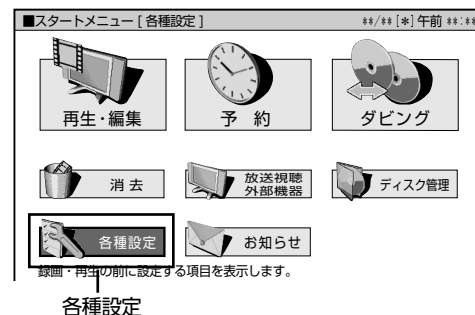 ■スタートメニュー [ 各種設定 ] **/** [*] 午前 **:**
再生・編集
予 約
ダビング
消 去
放送視聴
外部機器
ディスク管理
各種設定
お知らせ
録画・再生の前に設定する項目を表示します。
各種設定